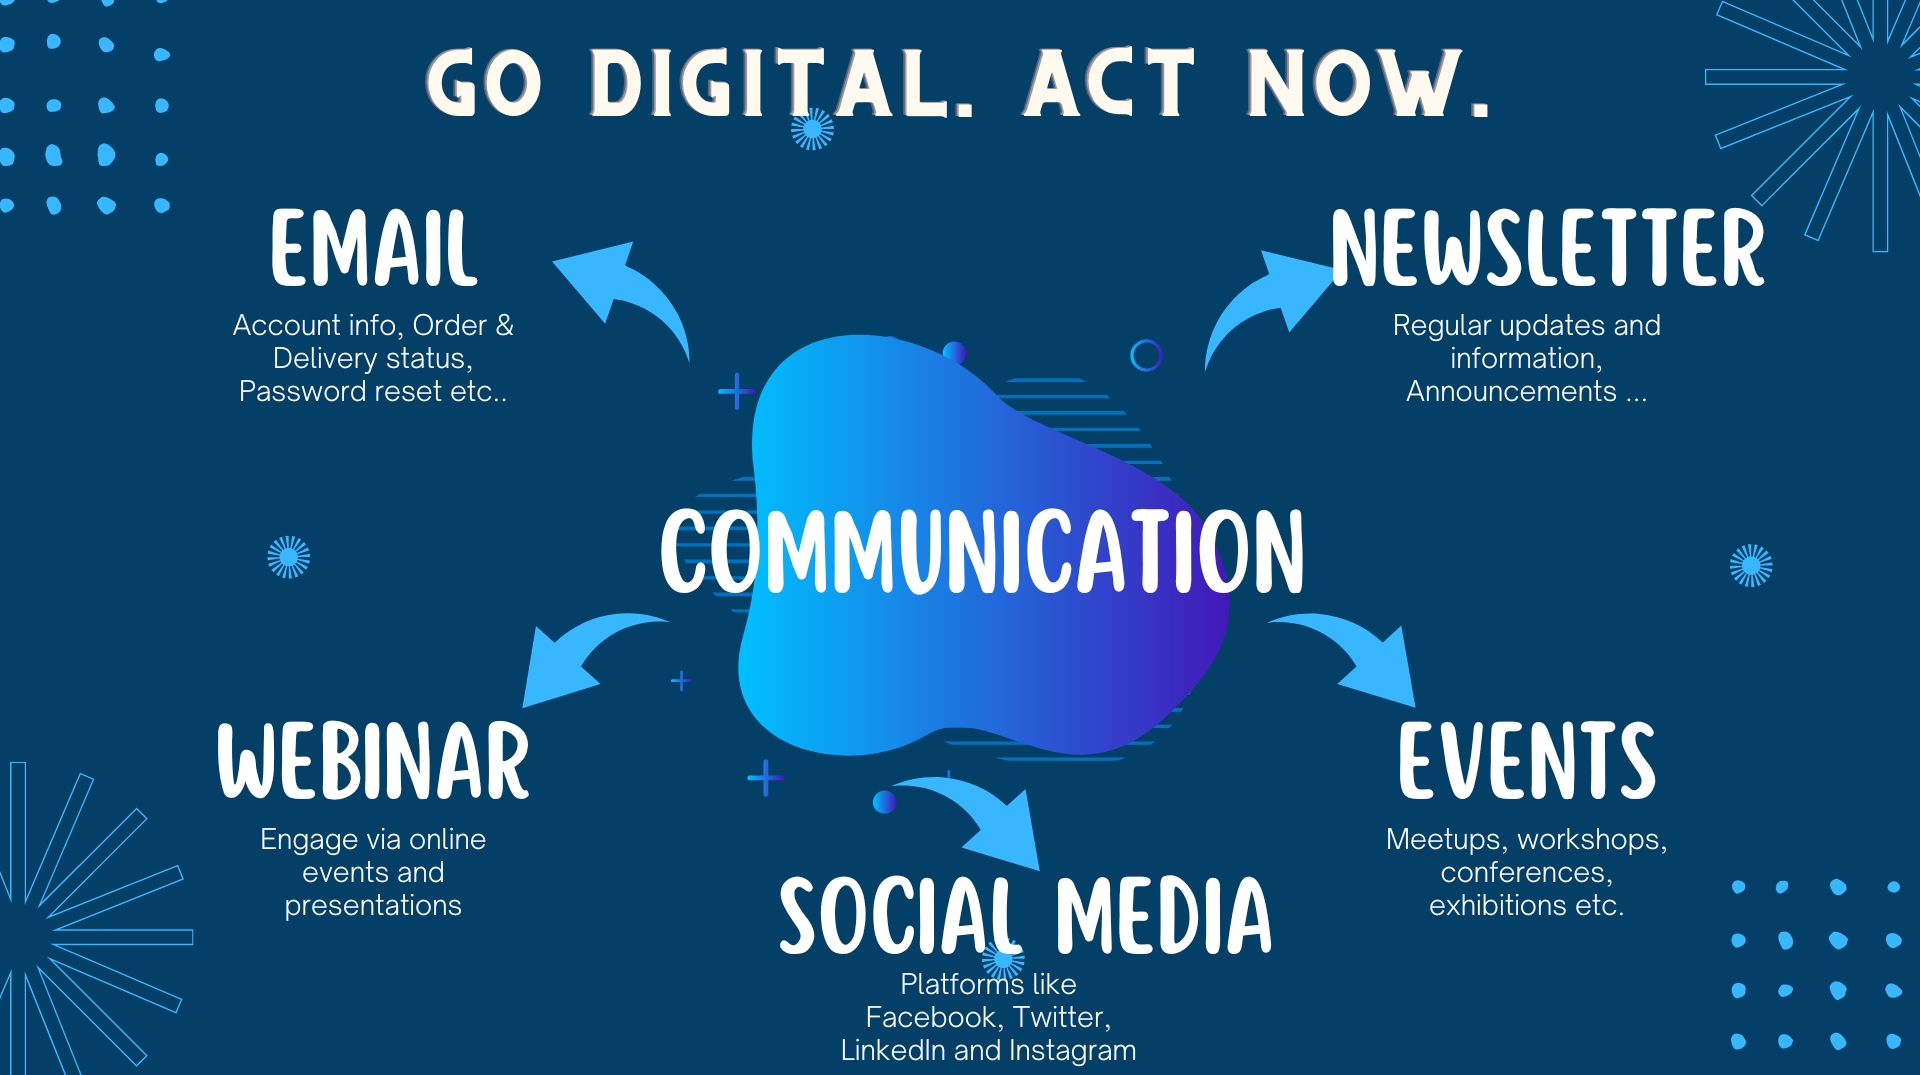 GO DIGITAL. ACT NOW.
EMAIL
Account info, Order &
Delivery status,
Password reset etc..
NEWSLETTER
Regular updates and
information,
Announcements ...
COMMUNICATION
WEBINAR
Engage via online
events and
presentations
EVENTS
Meetups, workshops,
conferences,
exhibitions etc.
SOCIAL MEDIA
Platforms like
Facebook, Twitter,
LinkedIn and Instagram